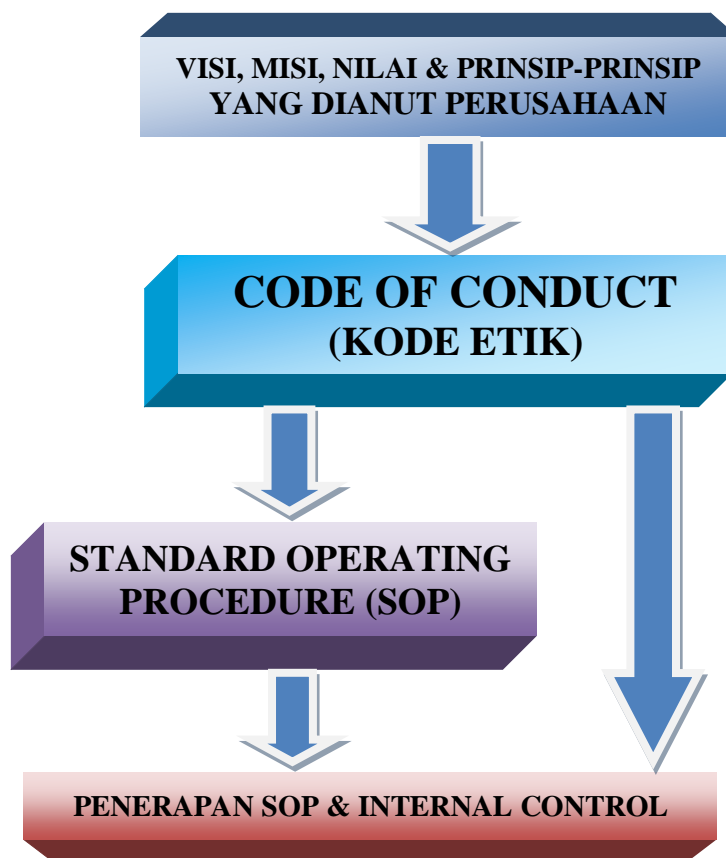 VISI, MISI, NILAI & PRINSIP-PRINSIP
YANG DIANUT PERUSAHAAN
CODE OF CONDUCT
(KODE ETIK)
STANDARD OPERATING
PROCEDURE (SOP)
PENERAPAN SOP & INTERNAL CONTROL